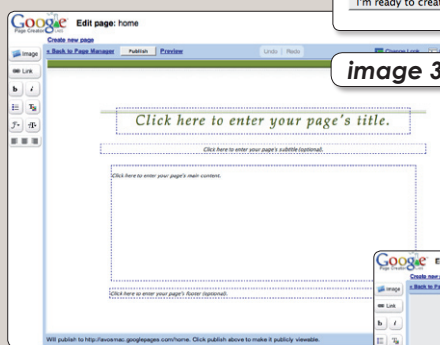 I'm ready to creat
Google
Page Creator
Edit page: home
Create new page
« Back to Page Manager Publish Preview
Undo Redo
Change Look
image 3
Image
Link
b i
Click here to enter your page's title.
Click here to enter your page's subtitle (optional).
Click here to enter your page's main content.
Click here to enter your page's footer (optional).
Will publish to http://avosmac.googlepages.com/home. Click publish above to make it publicly viewable.
Google
E
Create new
« Back to Pa
Image
Link
b i